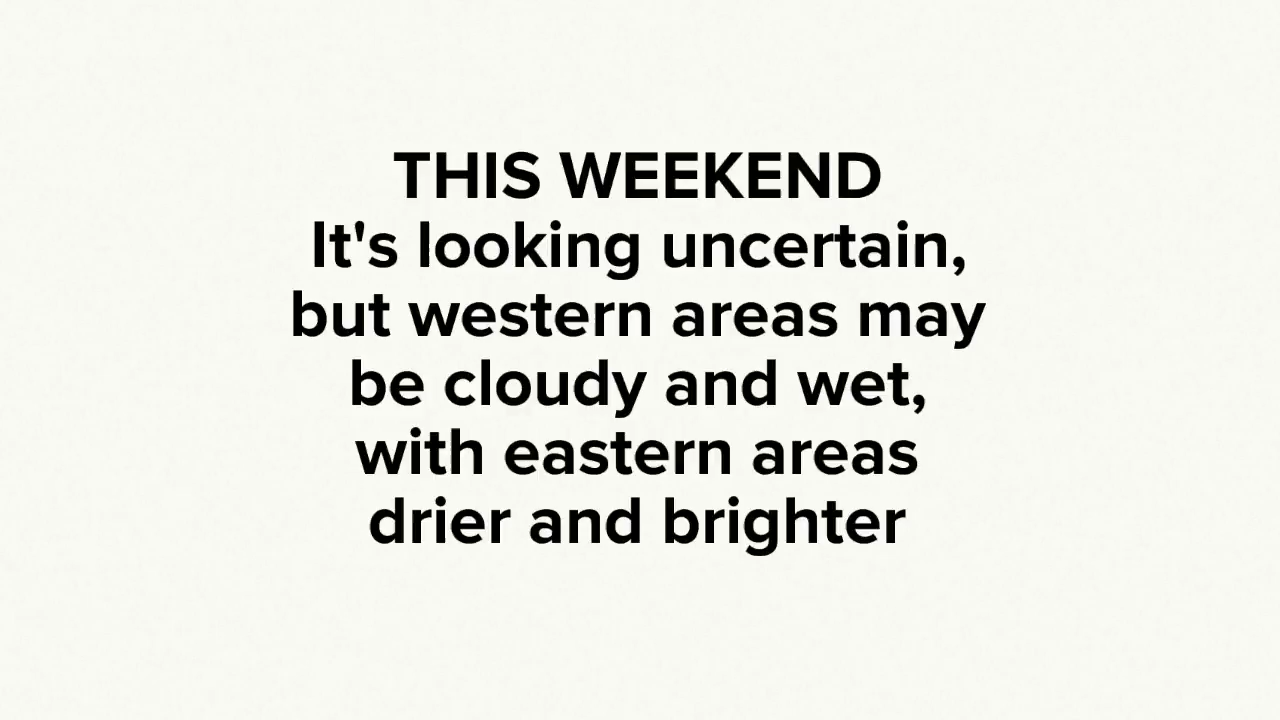 THIS WEEKEND
It's looking uncertain,
but western areas may
be cloudy and wet,
with eastern areas
drier and brighter